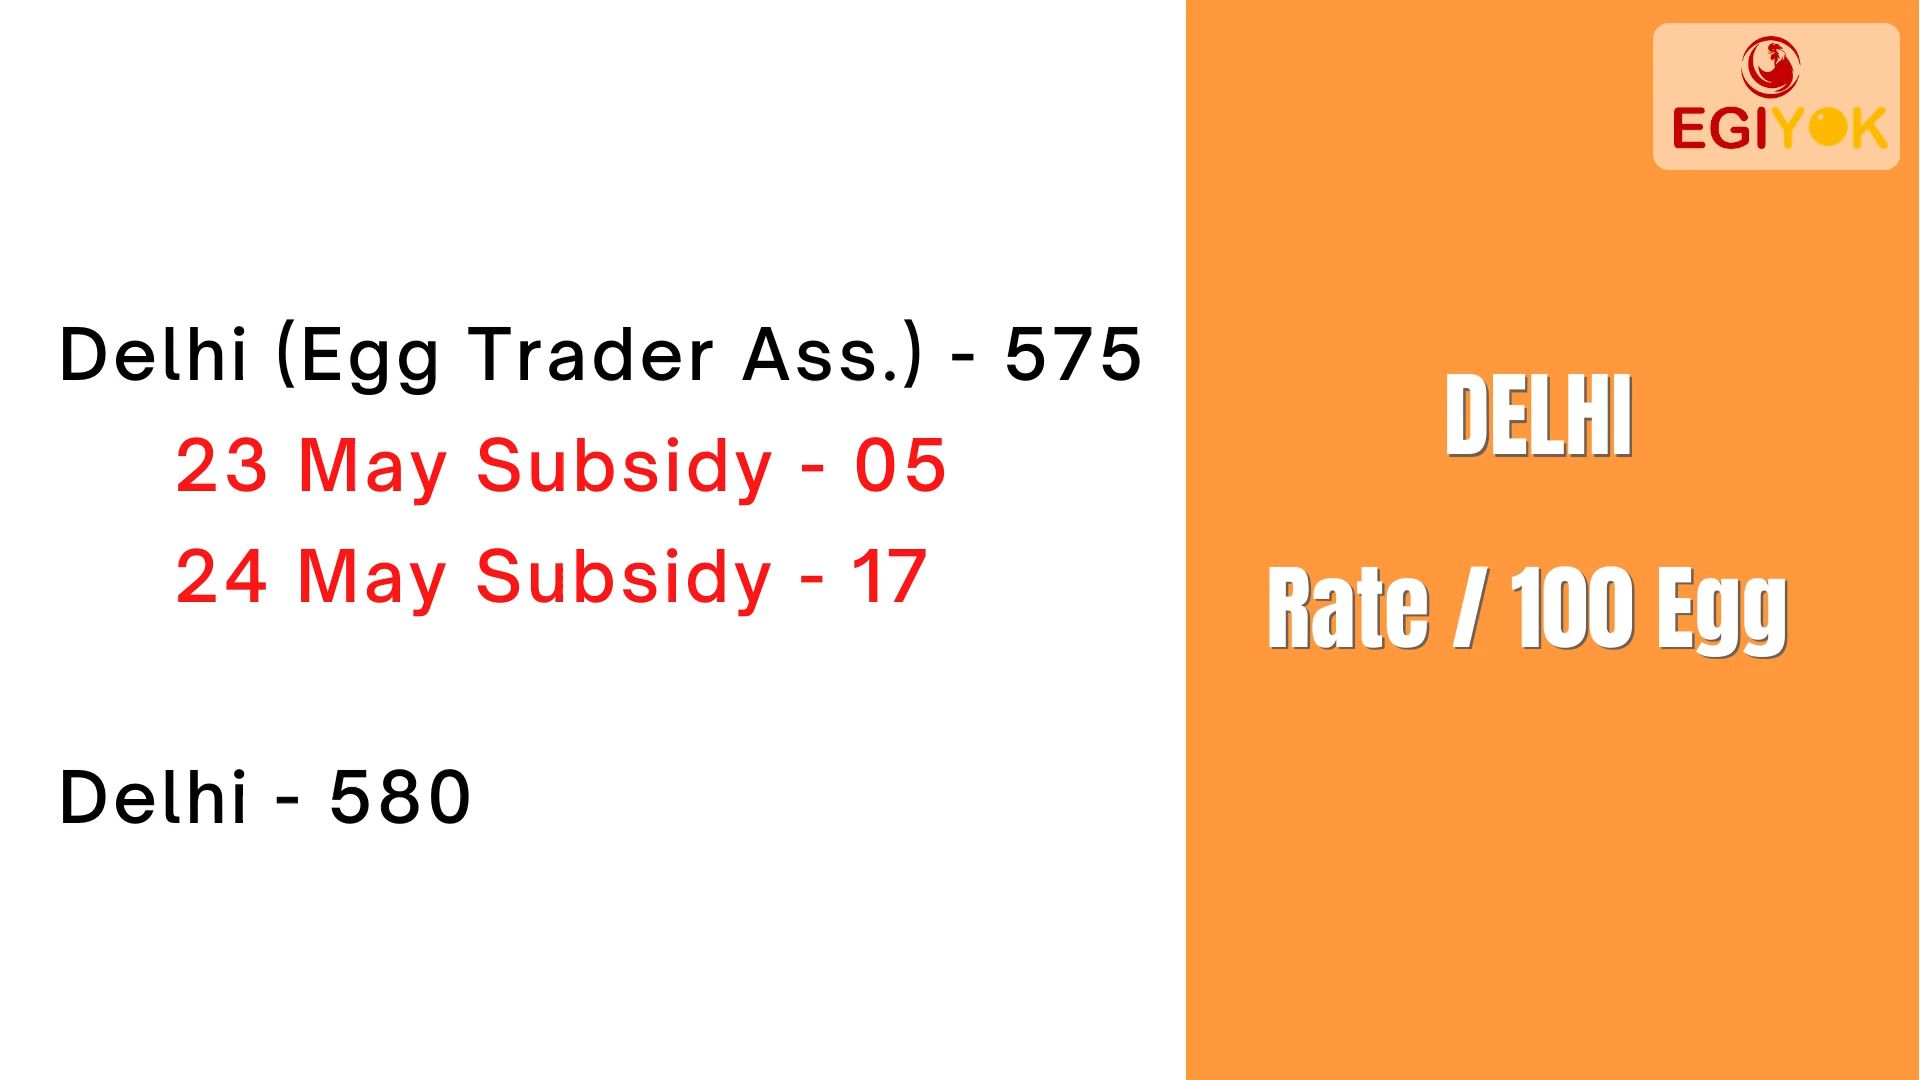 Delhi (Egg Trader Ass.) - 575
23 May Subsidy - 05
24 May Subsidy - 17
Delhi - 580
EGIYOK
DELHI
Rate / 100 Egg